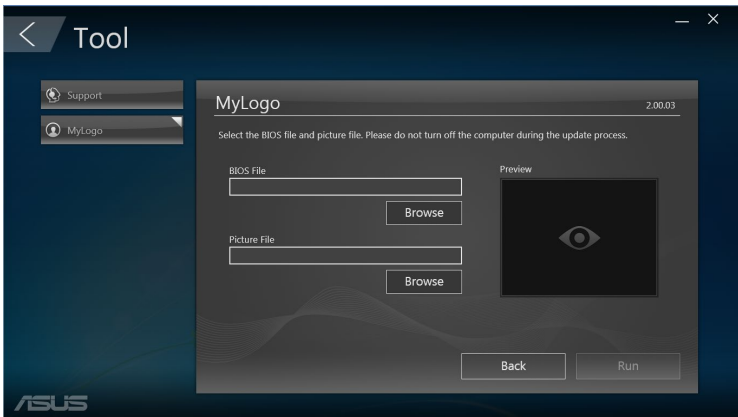 Tool
Support
MyLogo
MyLogo
2.00.03
Select the BIOS file and picture file. Please do not turn off the computer during the update process.
BIOS File
Browse
Picture File
Browse
Preview
Back
Run
ASUS